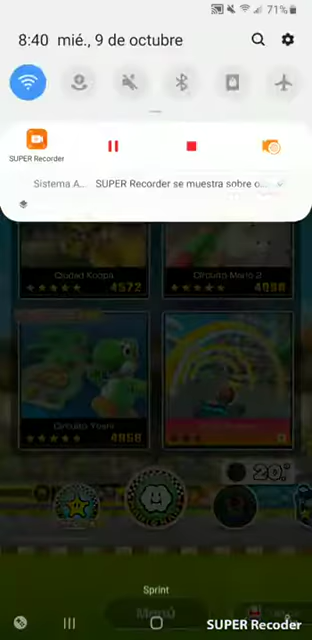 8:40 mié., 9 de octubre
71%
SUPER Recorder
Sistema A... SUPER Recorder se muestra sobre o...
Ciudad Koopa
Circuito Mario 2
4572
4098
Circuito Yoshi
4958
20.º
Sprint
Menú
SUPER Recoder